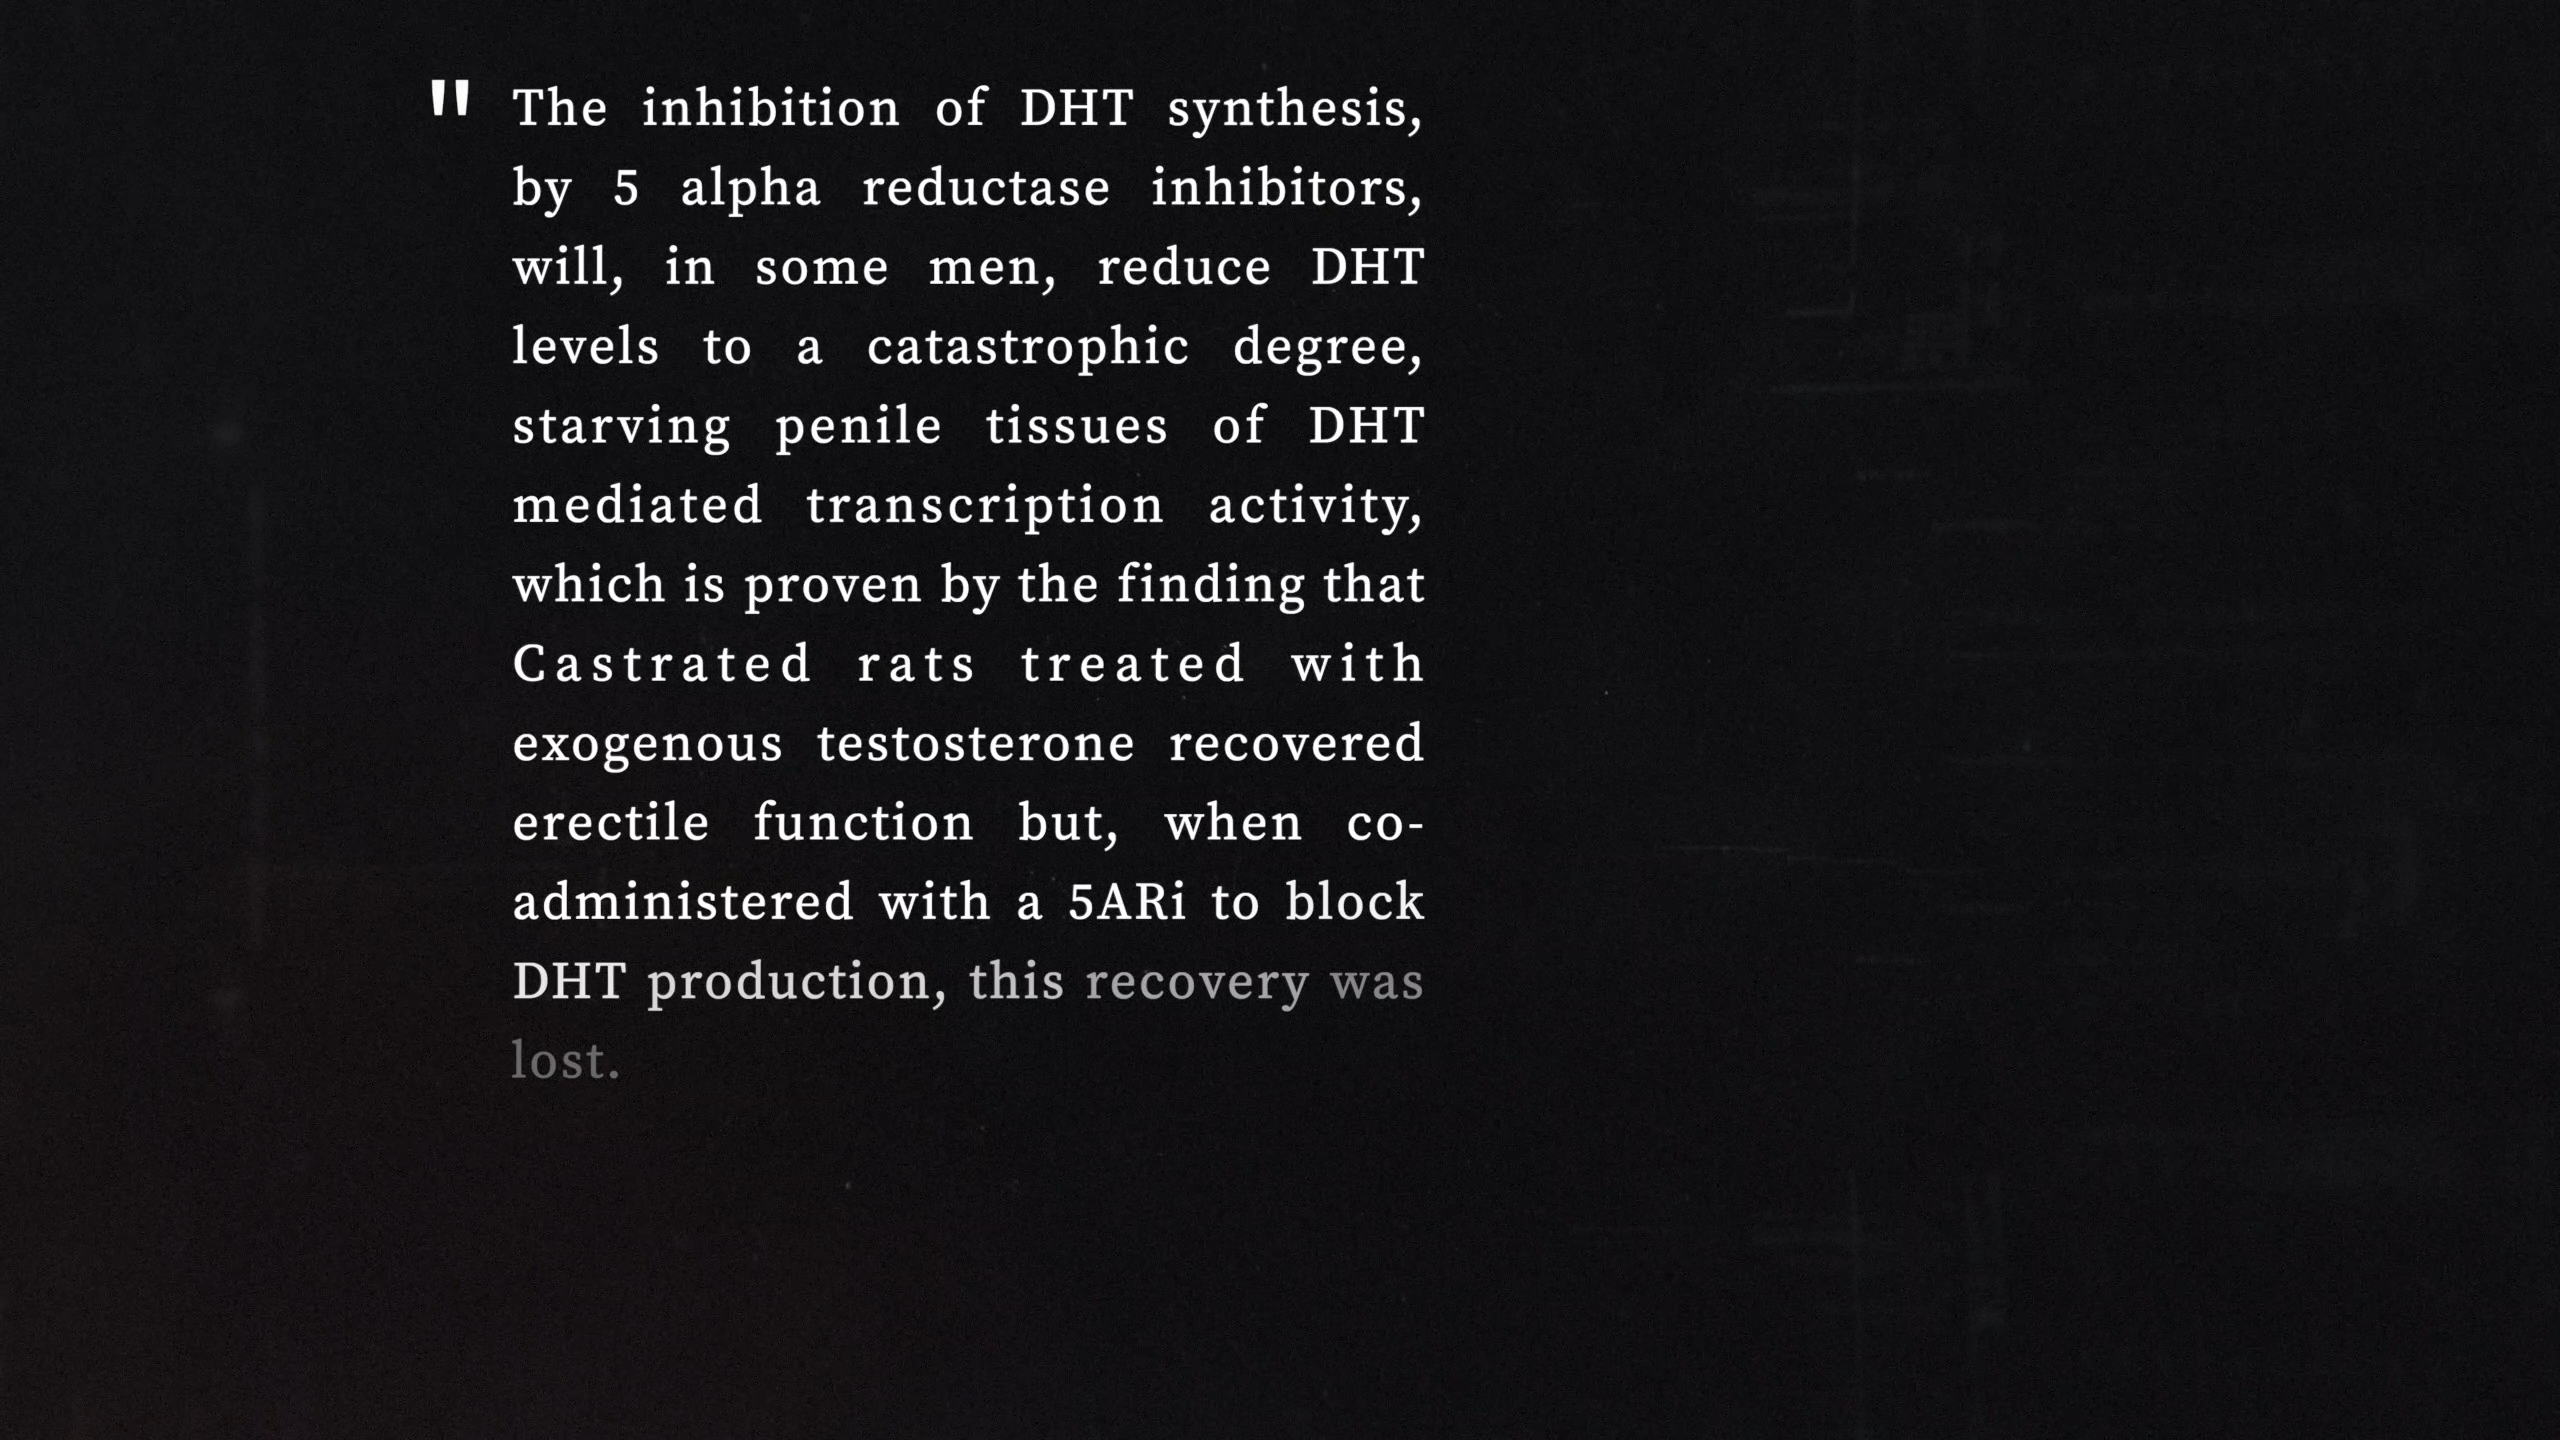 " The inhibition of DHT synthesis,
by 5 alpha reductase inhibitors,
will, in some men, reduce DHT
levels to a catastrophic degree,
starving penile tissues of DHT
mediated transcription activity,
which is proven by the finding that
Castrated rats treated with
exogenous testosterone recovered
erectile function but, when co-
administered with a 5ARi to block
DHT production, this recovery was
lost.